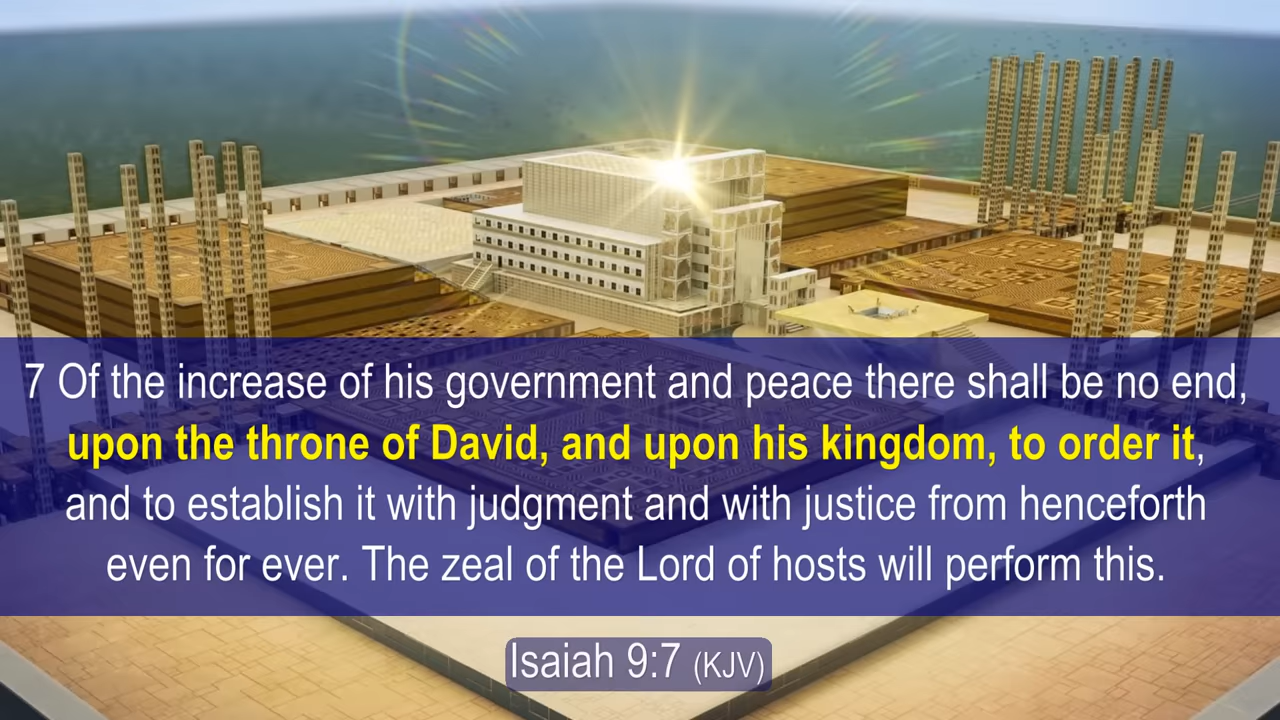 7 Of the increase of his government and peace there shall be no end,
upon the throne of David, and upon his kingdom, to order it,
and to establish it with judgment and with justice from henceforth
even for ever. The zeal of the Lord of hosts will perform this.
Isaiah 9:7 (KJV)